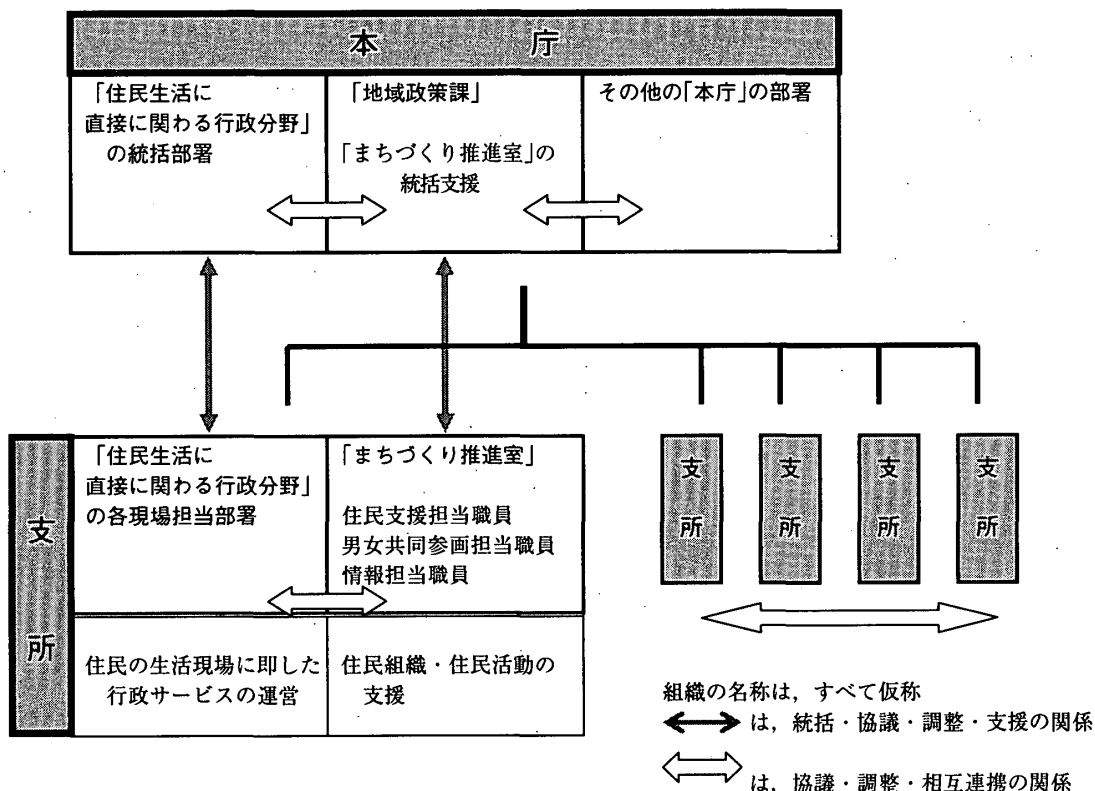 本　庁
「住民生活に
直接に関わる行政分野」
の統括部署
「地域政策課」
「まちづくり推進室」の
統括支援
その他の「本庁」の部署
支所
「住民生活に
直接に関わる行政分野」
の各現場担当部署
「まちづくり推進室」
住民支援担当職員
男女共同参画担当職員
情報担当職員
住民の生活現場に即した
行政サービスの運営
住民組織・住民活動の
支援
支所
支所
支所
支所
組織の名称は，すべて仮称
は，統括・協議・調整・支援の関係
は，協議・調整・相互連携の関係